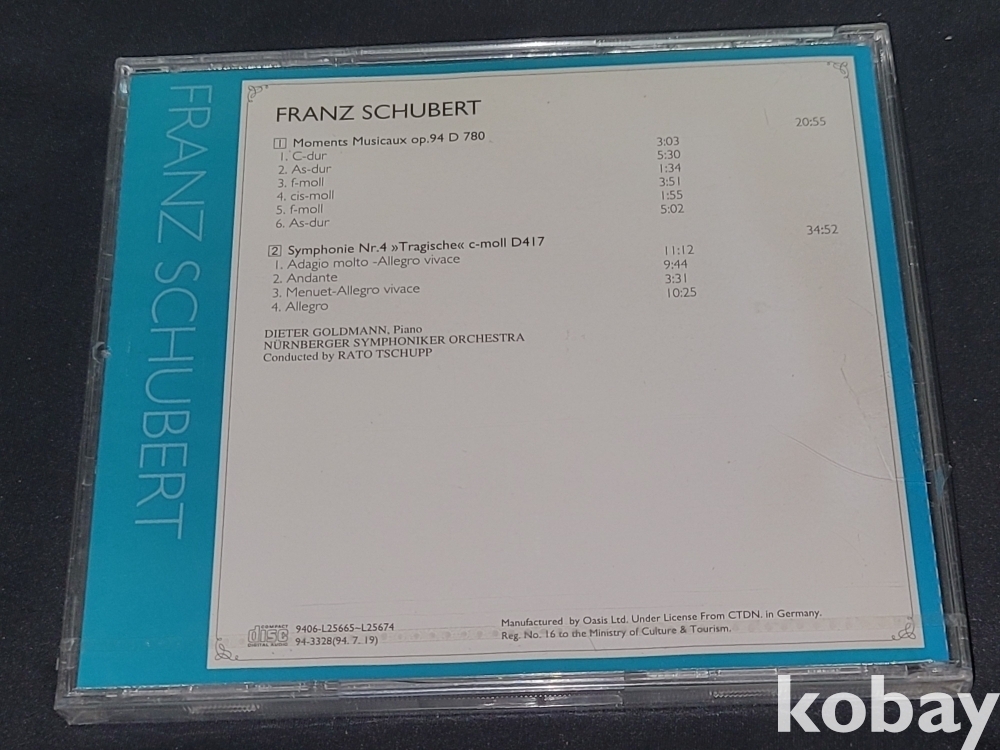 FRANZ SCHUBERT
FRANZ SCHUBERT
20:55
1 Moments Musicaux op.94 D 780
1. C-dur 3:03
2. As-dur 5:30
3. f-moll 1:34
4. cis-moll 3:51
5. f-moll 1:55
6. As-dur 5:02
34:52
2 Symphonie Nr.4 »Tragische« c-moll D417
1. Adagio molto -Allegro vivace 11:12
2. Andante 9:44
3. Menuet-Allegro vivace 3:31
4. Allegro 10:25
DIETER GOLDMANN, Piano
NÜRNBERGER SYMPHONIKER ORCHESTRA
Conducted by RATO TSCHUPP
COMPACT disc DIGITAL AUDIO
9406-L25665~L25674
94-3328(94. 7. 19)
Manufactured by Oasis Ltd. Under License From CTDN. in Germany.
Reg. No. 16 to the Ministry of Culture & Tourism.
kobay